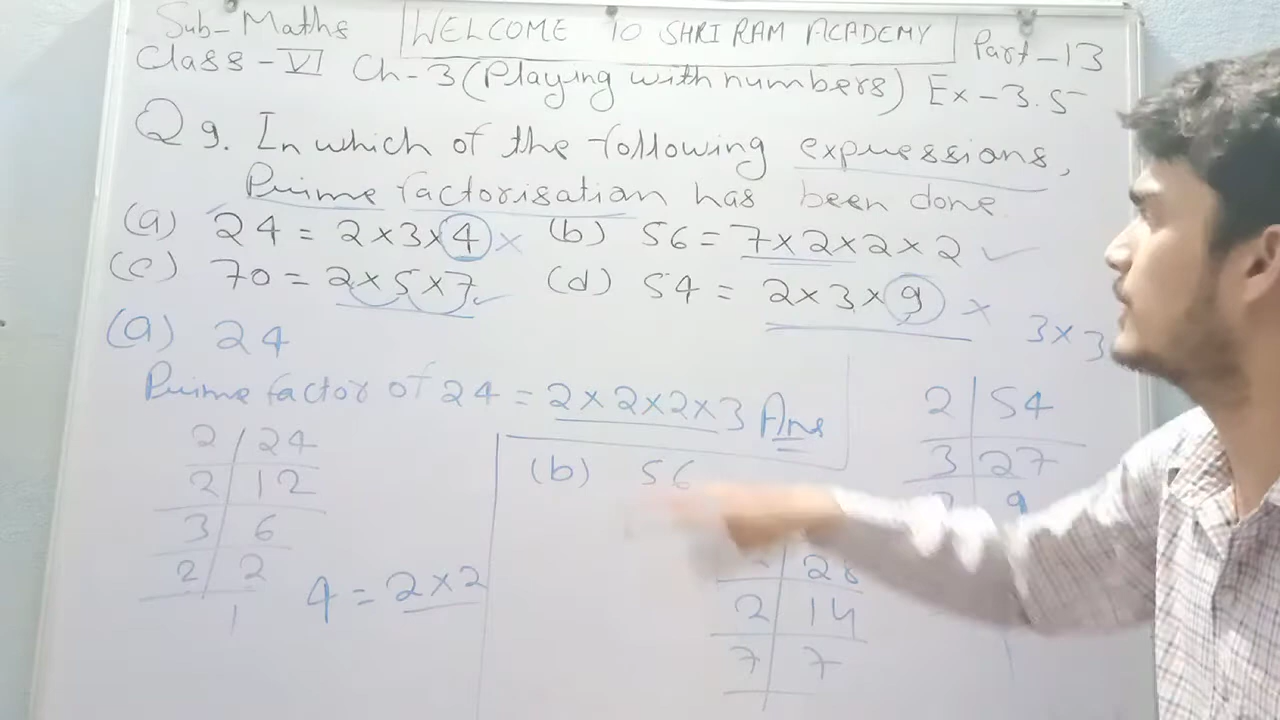 Sub- Maths WELCOME TO SHRI RAM ACADEMY Part-13
Class-VI Ch-3 (Playing with numbers) Ex-3.5
Q 9. In which of the following expressions,
Prime factorisation has been done
(a) 24 = 2×3×4 × (b) 56 = 7×2×2×2 ✓
(c) 70 = 2×5×7 ✓ (d) 54 = 2×3×9 ×
3×3
(a) 24
Prime factor of 24 = 2×2×2×3 Ans
2 | 24
2 | 12
3 | 6
2 | 2
1
4 = 2×2
(b) 56
28
2 | 14
7 | 7
2 | 54
3 | 27
9